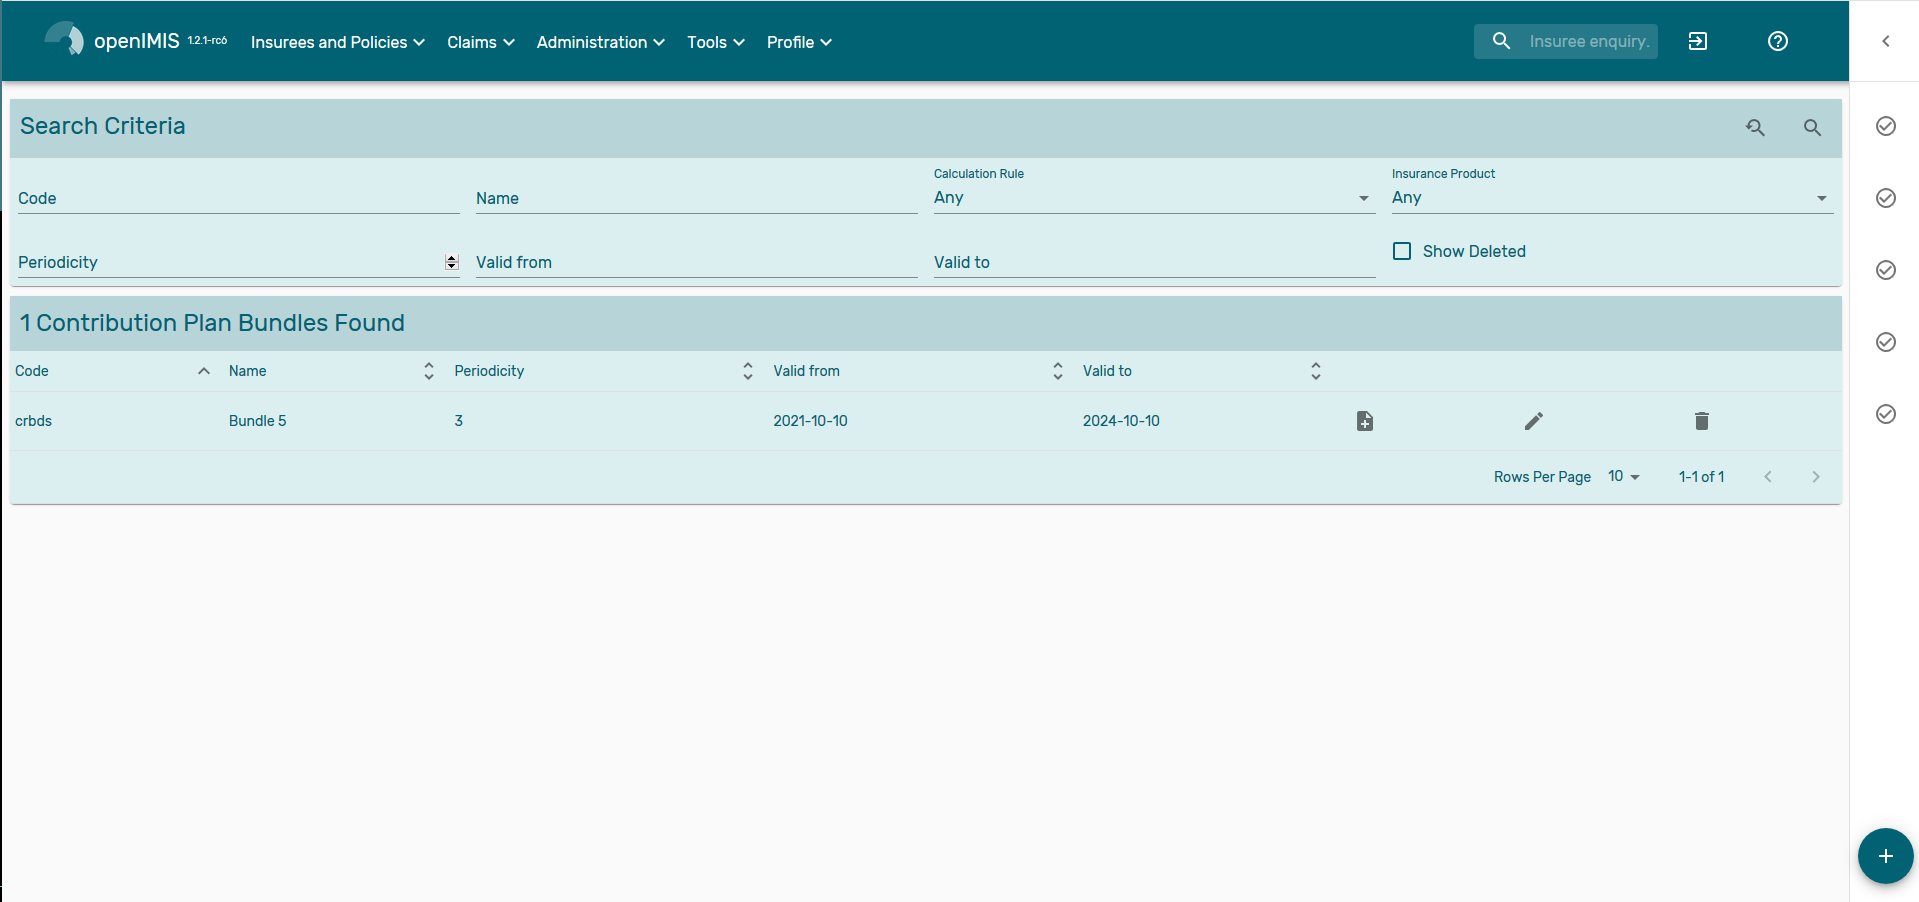 openIMIS 1.2.1-rc6 Insurees and Policies Claims Administration Tools Profile Insuree enquiry.
Search Criteria
Calculation Rule Insurance Product
Code Name Any Any
Periodicity Valid from Valid to Show Deleted
1 Contribution Plan Bundles Found
Code Name Periodicity Valid from Valid to
crbds Bundle 5 3 2021-10-10 2024-10-10
Rows Per Page 10 1-1 of 1